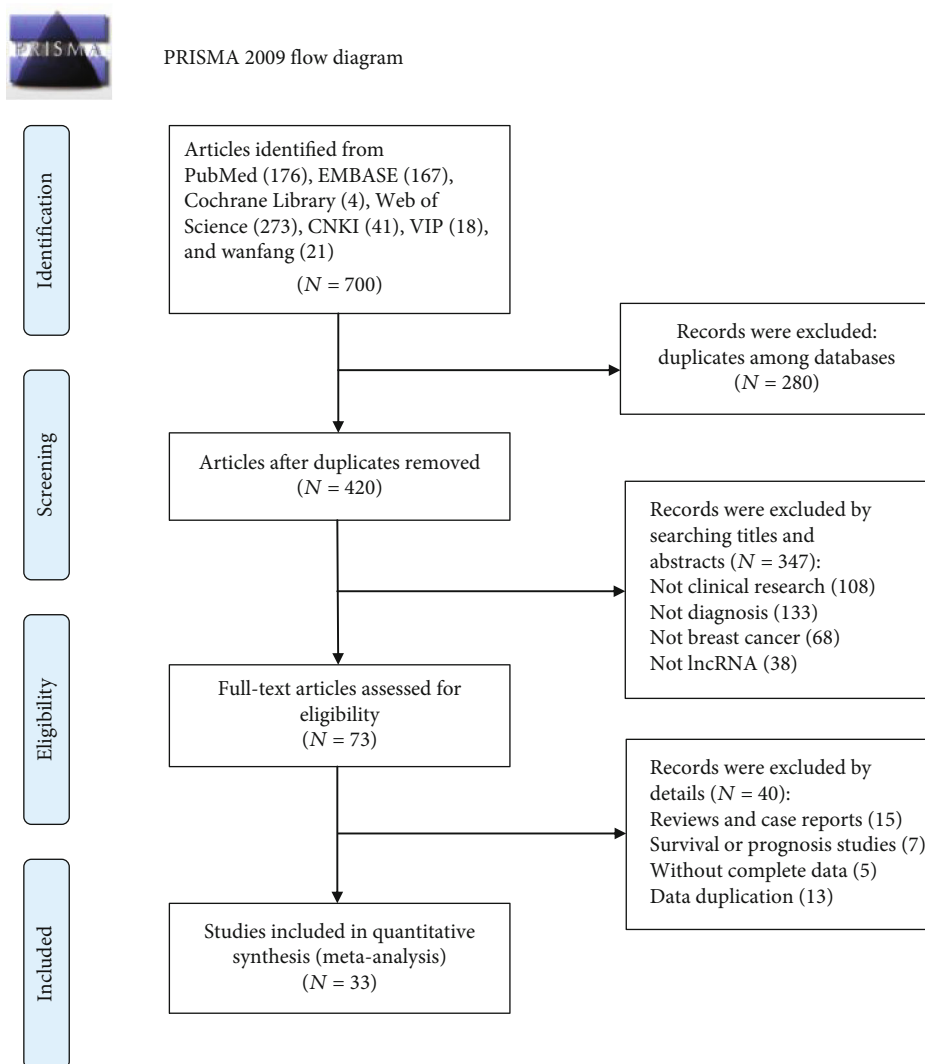 PRISMA
PRISMA 2009 flow diagram
Identification
Articles identified from
PubMed (176), EMBASE (167),
Cochrane Library (4), Web of
Science (273), CNKI (41), VIP (18),
and wanfang (21)
(N = 700)
Records were excluded:
duplicates among databases
(N = 280)
Screening
Articles after duplicates removed
(N = 420)
Records were excluded by
searching titles and
abstracts (N = 347):
Not clinical research (108)
Not diagnosis (133)
Not breast cancer (68)
Not lncRNA (38)
Eligibility
Full-text articles assessed for
eligibility
(N = 73)
Records were excluded by
details (N = 40):
Reviews and case reports (15)
Survival or prognosis studies (7)
Without complete data (5)
Data duplication (13)
Included
Studies included in quantitative
synthesis (meta-analysis)
(N = 33)